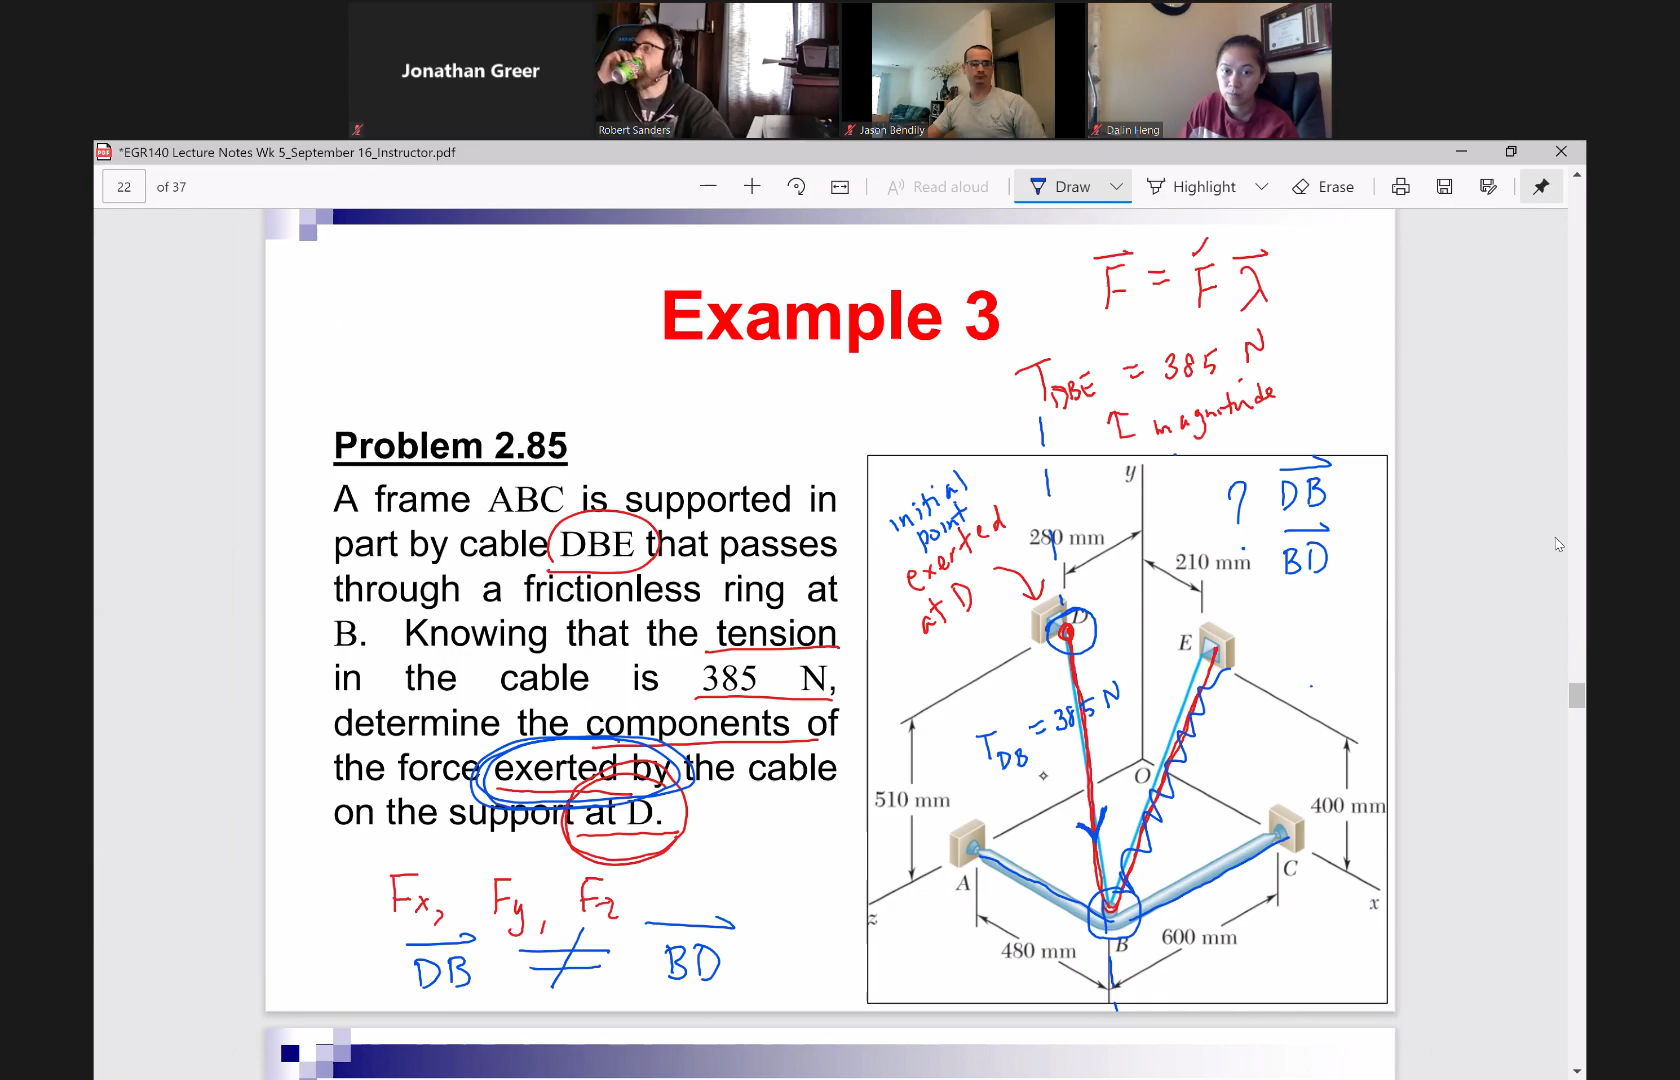 Jonathan Greer
Robert Sanders
Jason Bendily
Dalin Heng
*EGR140 Lecture Notes Wk 5_September 16_Instructor.pdf
22 of 37
Read aloud
Draw
Highlight
Erase
Example 3
F = F λ
T DBE = 385 N
↑ magnitude
Problem 2.85
A frame ABC is supported in
part by cable DBE that passes
through a frictionless ring at
B. Knowing that the tension
in the cable is 385 N,
determine the components of
the force exerted by the cable
on the support at D.
Fx, Fy, Fz
DB ≠ BD
initial
point
exerted
at D
? DB
BD
y
280 mm
210 mm
D
E
T DB = 385 N
O
510 mm
400 mm
A
C
z
x
B
480 mm
600 mm